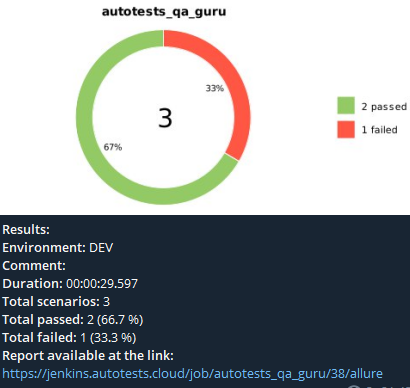 autotests_qa_guru
33%
2 passed
3
1 failed
67%
Results:
Environment: DEV
Comment:
Duration: 00:00:29.597
Total scenarios: 3
Total passed: 2 (66.7 %)
Total failed: 1 (33.3 %)
Report available at the link:
https://jenkins.autotests.cloud/job/autotests_qa_guru/38/allure